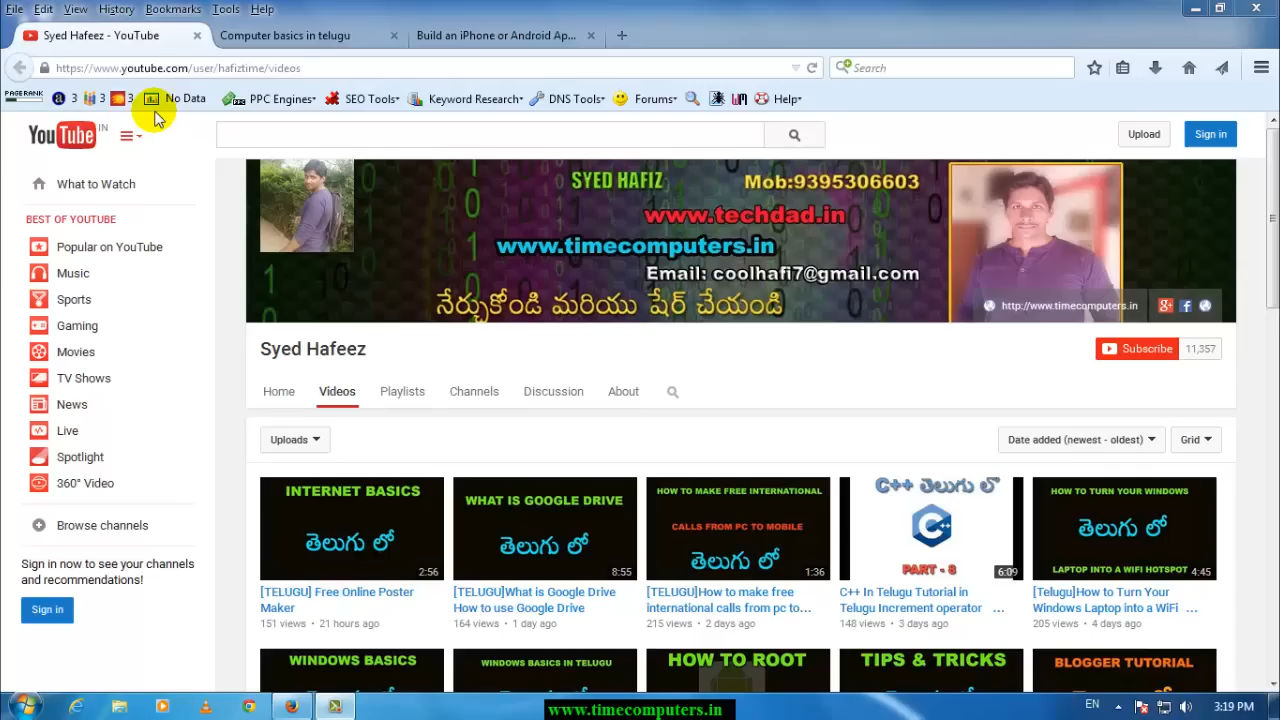 File Edit View History Bookmarks Tools Help
Syed Hafeez - YouTube
Computer basics in telugu
Build an iPhone or Android Ap...
https://www.youtube.com/user/hafiztime/videos
Search
PAGERANK
3 3 3 No Data PPC Engines SEO Tools Keyword Research DNS Tools Forums Help
YouTube IN
Upload
Sign in
What to Watch
BEST OF YOUTUBE
Popular on YouTube
Music
Sports
Gaming
Movies
TV Shows
News
Live
Spotlight
360° Video
Browse channels
Sign in now to see your channels
and recommendations!
Sign in
SYED HAFIZ
Mob:9395306603
www.techdad.in
www.timecomputers.in
Email: coolhafi7@gmail.com
నేర్చుకోండి మరియు షేర్ చేయండి
http://www.timecomputers.in
Syed Hafeez
Subscribe 11,357
Home Videos Playlists Channels Discussion About
Uploads
Date added (newest - oldest)
Grid
INTERNET BASICS
తెలుగు లో
2:56
[TELUGU] Free Online Poster
Maker
151 views • 21 hours ago
WHAT IS GOOGLE DRIVE
తెలుగు లో
8:55
[TELUGU]What is Google Drive
How to use Google Drive
164 views • 1 day ago
HOW TO MAKE FREE INTERNATIONAL
CALLS FROM PC TO MOBILE
తెలుగు లో
1:36
[TELUGU]How to make free
international calls from pc to...
215 views • 2 days ago
C++ తెలుగు లో
C++
PART - 8
6:09
C++ In Telugu Tutorial in
Telugu Increment operator ...
148 views • 3 days ago
HOW TO TURN YOUR WINDOWS
తెలుగు లో
LAPTOP INTO A WIFI HOTSPOT
4:45
[Telugu]How to Turn Your
Windows Laptop into a WiFi ...
205 views • 4 days ago
WINDOWS BASICS
WINDOWS BASICS IN TELUGU
HOW TO ROOT
TIPS & TRICKS
BLOGGER TUTORIAL
www.timecomputers.in
EN
3:19 PM